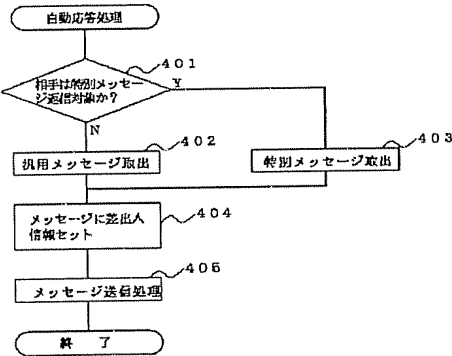 自動応答処理
401
相手は特別メッセー
ジ返信対象か?
Y
N
402
汎用メッセージ取出
403
特別メッセージ取出
メッセージに差出人
情報セット
404
405
メッセージ送信処理
終 了